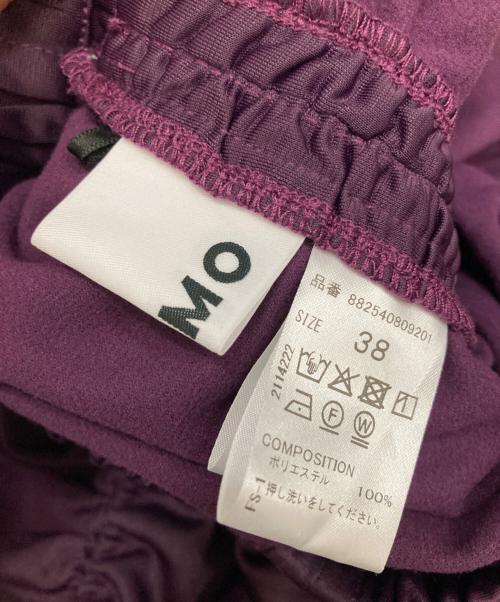 MO
品番 882540809201
SIZE
38
2114222
F W
COMPOSITION
ポリエステル 100%
押し洗いをしてください。
FS-1